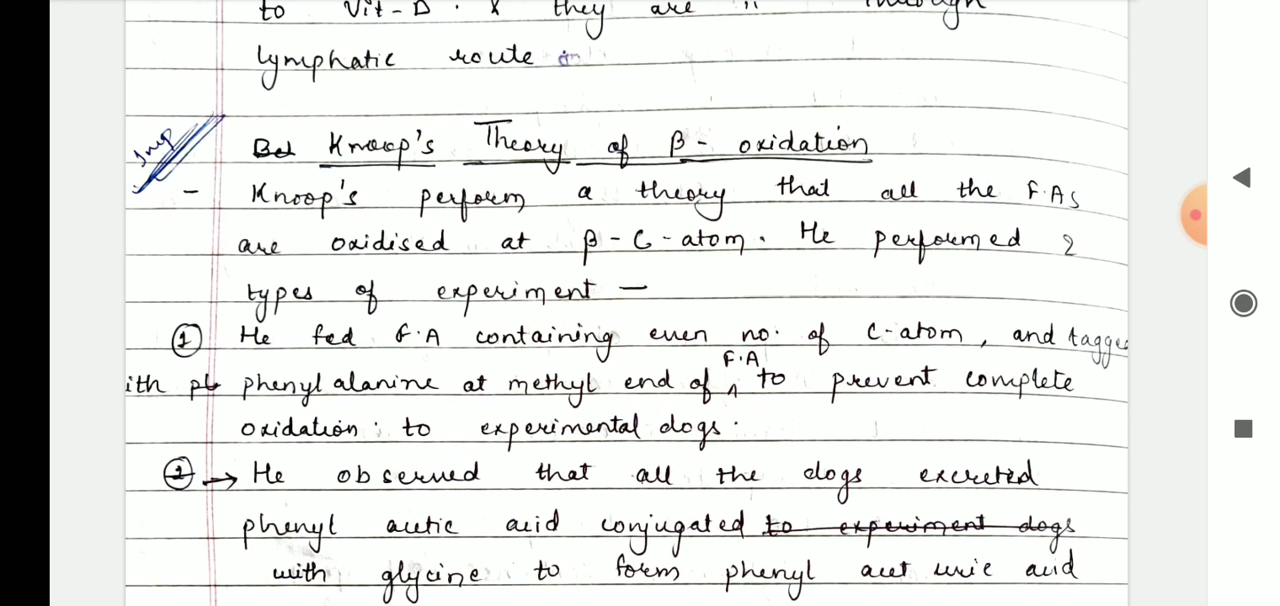 to Vit-D. & they are " through
lymphatic route
Imp
Bet Knoop's Theory of β- oxidation
- Knoop's perform a theory that all the F.As
are oxidised at β-C-atom. He performed 2
types of experiment —
① He fed F.A containing even no. of C-atom, and tagge
ith pl phenyl alanine at methyl end of F.A to prevent complete
oxidation to experimental dogs.
② → He observed that all the dogs excreted
phenyl acetic acid conjugated to experiment dogs
with glycine to form phenyl acet uric acid